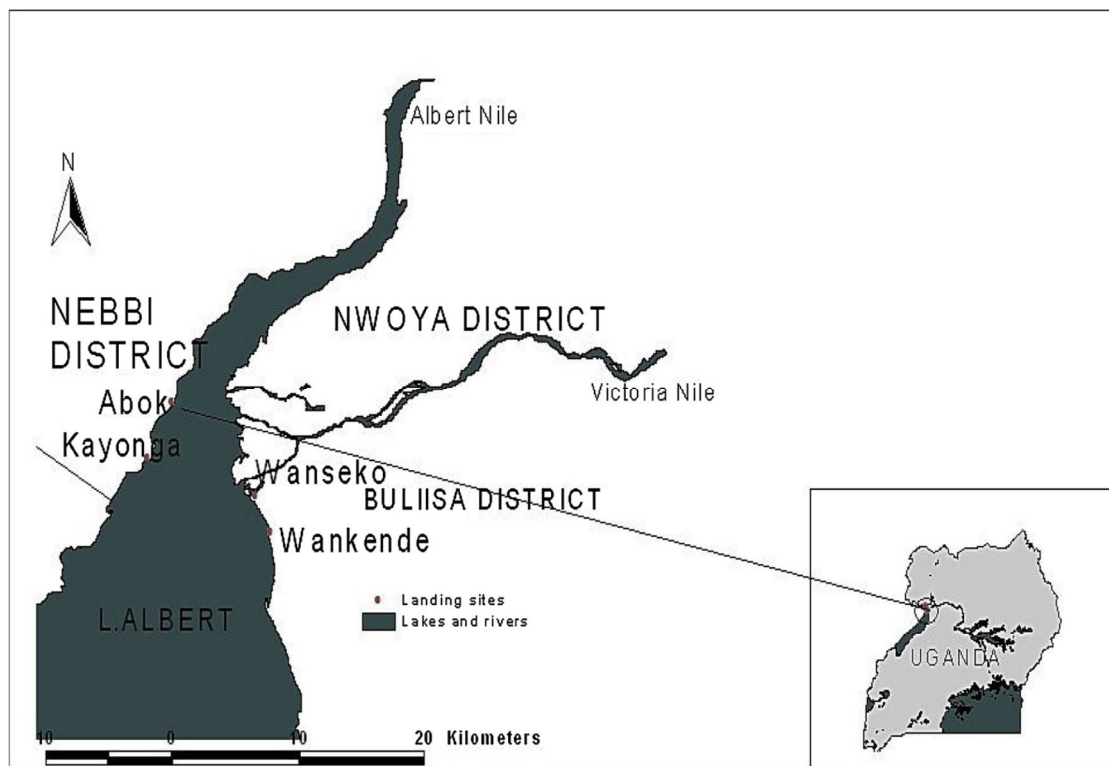 Albert Nile
N
NEBBI
DISTRICT
NWOYA DISTRICT
Abok
Victoria Nile
Kayonga
Wanseko
BULIISA DISTRICT
Wankende
Landing sites
L.ALBERT
Lakes and rivers
UGANDA
10 0 10 20 Kilometers